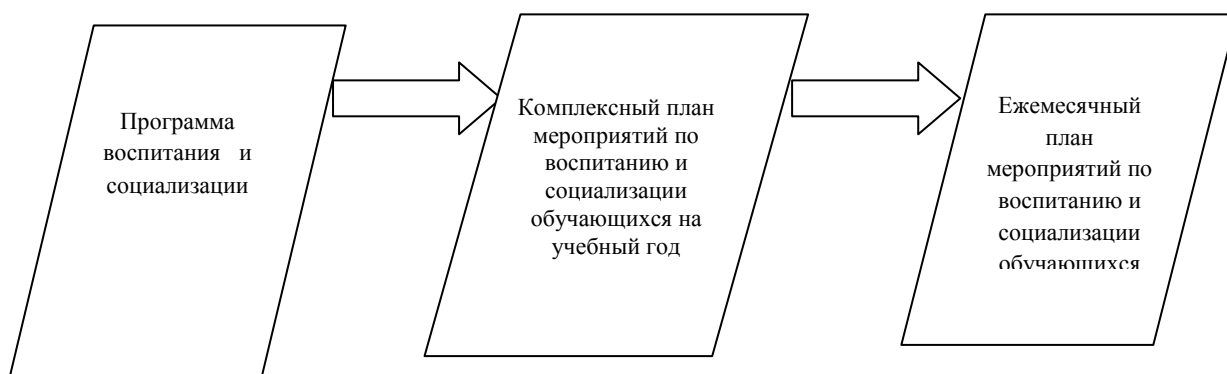 Программа
воспитания и
социализации
Комплексный план
мероприятий по
воспитанию и
социализации
обучающихся на
учебный год
Ежемесячный
план
мероприятий по
воспитанию и
социализации
обучающихся